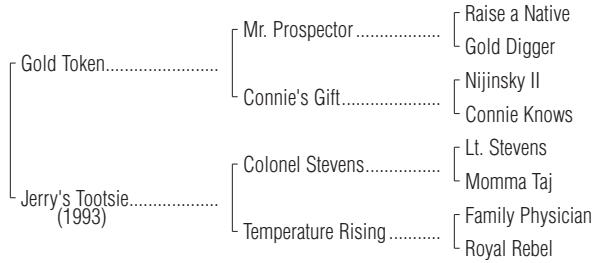 Raise a Native
Mr. Prospector ..................
Gold Digger
Gold Token........................
Nijinsky II
Connie's Gift.....................
Connie Knows
Lt. Stevens
Colonel Stevens................
Momma Taj
Jerry's Tootsie...................
(1993)
Family Physician
Temperature Rising ...........
Royal Rebel